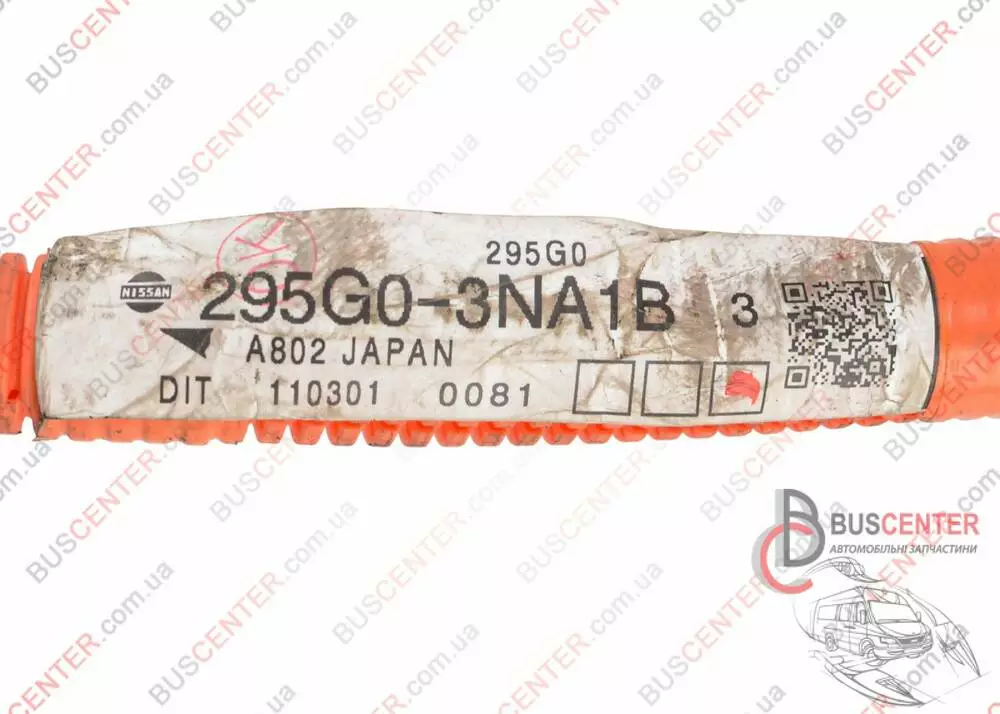 295G0
NISSAN 295G0-3NA1B 3
A802 JAPAN
DIT 110301 0081
BUSCENTER
АВТОМОБІЛЬНІ ЗАПЧАСТИНИ
BUSCENTER.com.ua